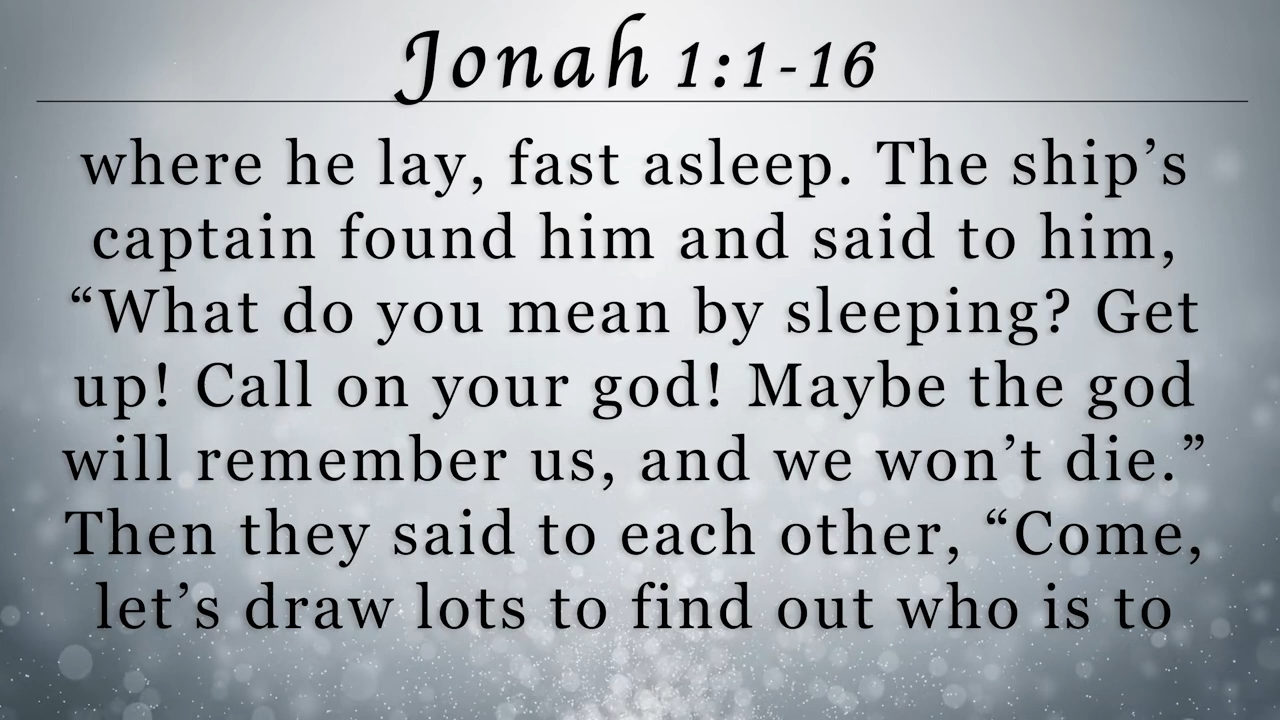 Jonah 1:1-16
where he lay, fast asleep. The ship’s
captain found him and said to him,
“What do you mean by sleeping? Get
up! Call on your god! Maybe the god
will remember us, and we won’t die.”
Then they said to each other, “Come,
let’s draw lots to find out who is to